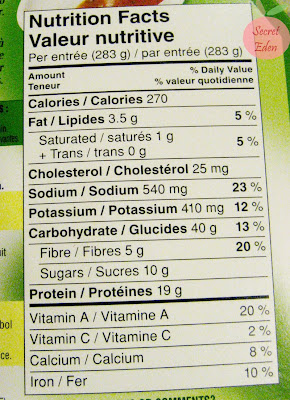 Secret
Eden
Nutrition Facts
Valeur nutritive
Per entrée (283 g) / par entrée (283 g)
Amount % Daily Value
Teneur % valeur quotidienne
Calories / Calories 270
Fat / Lipides 3.5 g 5 %
Saturated / saturés 1 g 5 %
+ Trans / trans 0 g
Cholesterol / Cholestérol 25 mg
Sodium / Sodium 540 mg 23 %
Potassium / Potassium 410 mg 12 %
Carbohydrate / Glucides 40 g 13 %
Fibre / Fibres 5 g 20 %
Sugars / Sucres 10 g
Protein / Protéines 19 g
Vitamin A / Vitamine A 20 %
Vitamin C / Vitamine C 2 %
Calcium / Calcium 8 %
Iron / Fer 10 %
OR COMMENTS?